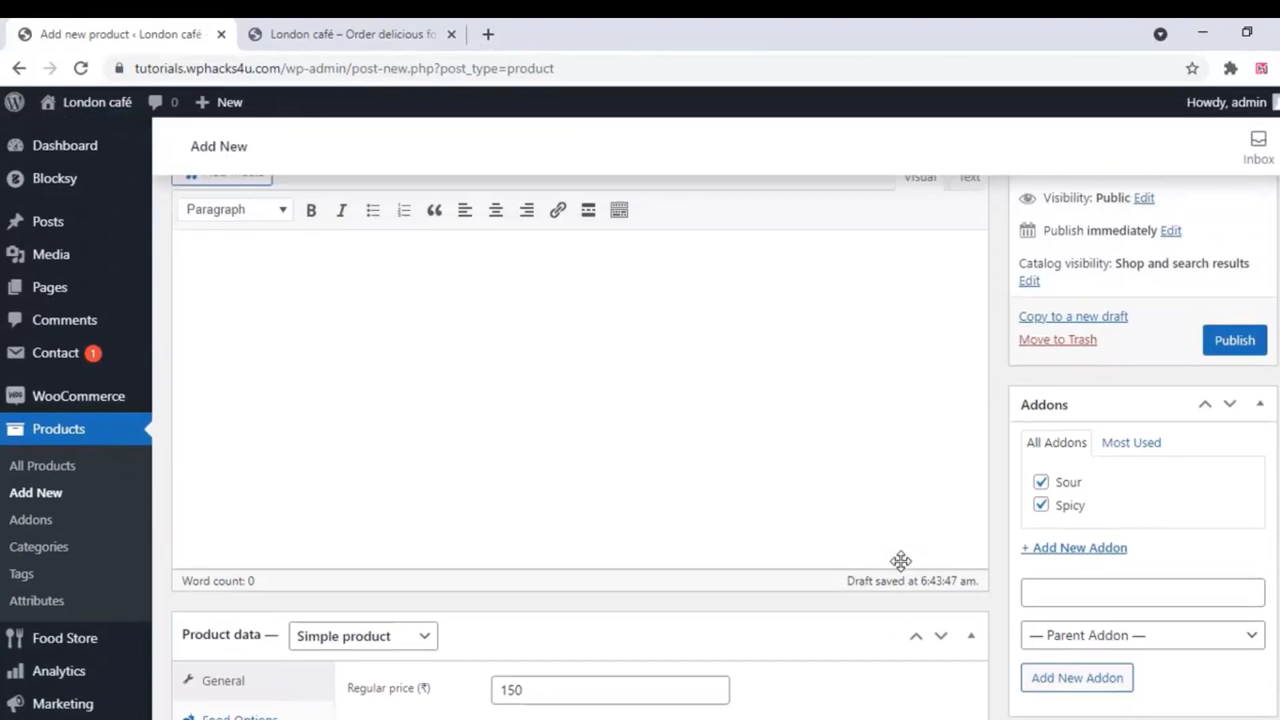 Add new product ‹ London café
London café – Order delicious fo
tutorials.wphacks4u.com/wp-admin/post-new.php?post_type=product
London café
0
New
Howdy, admin
Dashboard
Blocksy
Posts
Media
Pages
Comments
Contact 1
WooCommerce
Products
All Products
Add New
Addons
Categories
Tags
Attributes
Food Store
Analytics
Marketing
Add New
Inbox
Visual
Text
Paragraph
Word count: 0
Draft saved at 6:43:47 am.
Product data — Simple product
General
Food Options
Regular price (₹)
150
Visibility: Public Edit
Publish immediately Edit
Catalog visibility: Shop and search results
Edit
Copy to a new draft
Move to Trash
Publish
Addons
All Addons
Most Used
Sour
Spicy
+ Add New Addon
— Parent Addon —
Add New Addon